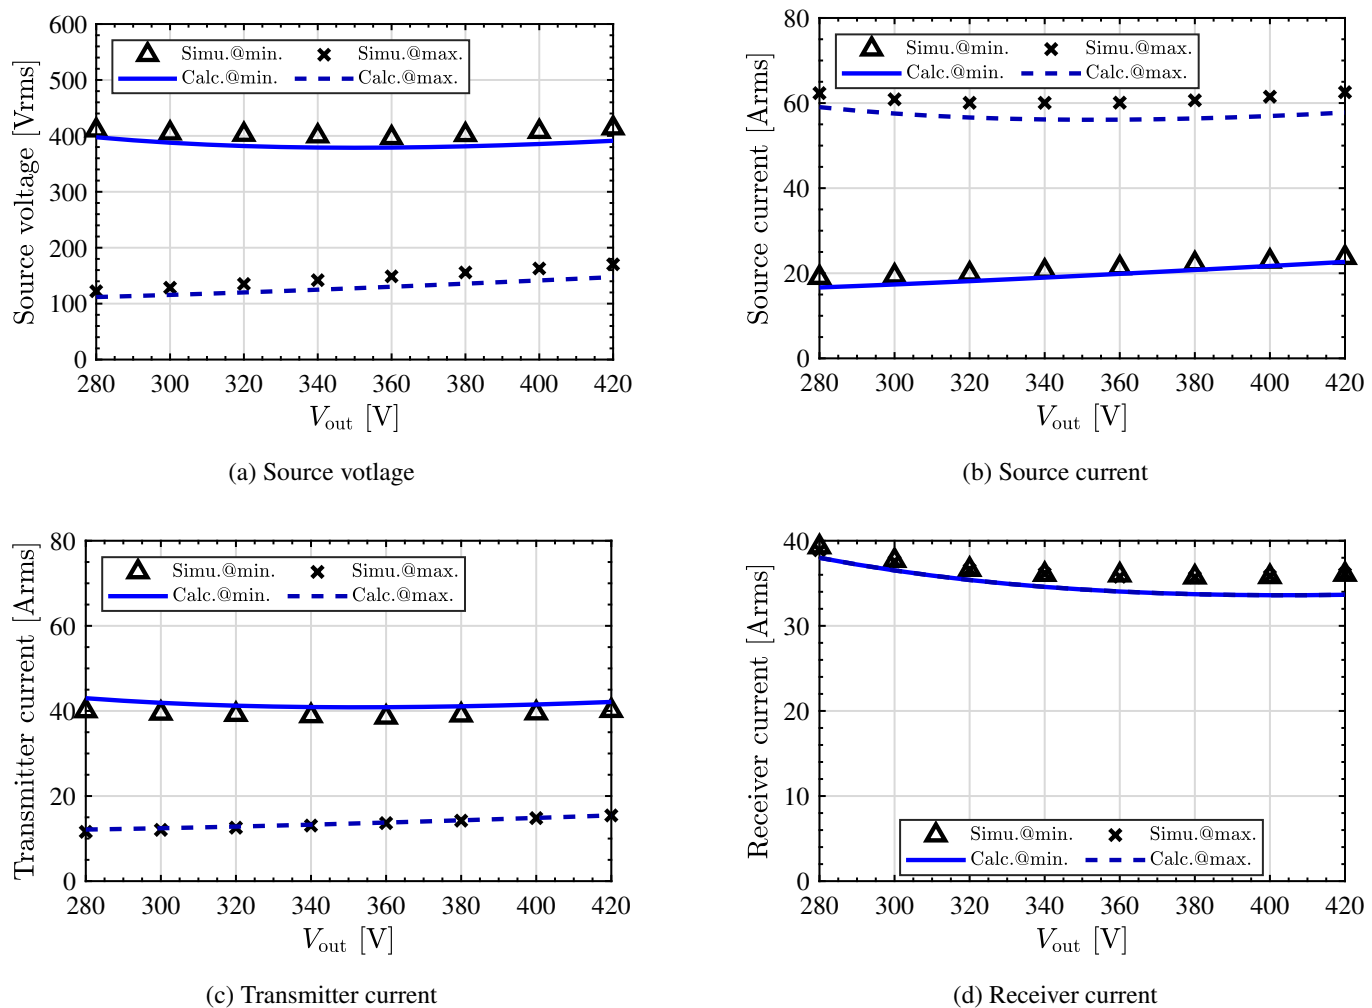 600
500
400
300
200
100
0
Source voltage [Vrms]
Simu.@min.
Simu.@max.
Calc.@min.
Calc.@max.
280 300 320 340 360 380 400 420
Vout [V]
(a) Source votlage
80
60
40
20
0
Source current [Arms]
Simu.@min.
Simu.@max.
Calc.@min.
Calc.@max.
280 300 320 340 360 380 400 420
Vout [V]
(b) Source current
80
60
40
20
0
Transmitter current [Arms]
Simu.@min.
Simu.@max.
Calc.@min.
Calc.@max.
280 300 320 340 360 380 400 420
Vout [V]
(c) Transmitter current
40
30
20
10
0
Receiver current [Arms]
Simu.@min.
Simu.@max.
Calc.@min.
Calc.@max.
280 300 320 340 360 380 400 420
Vout [V]
(d) Receiver current